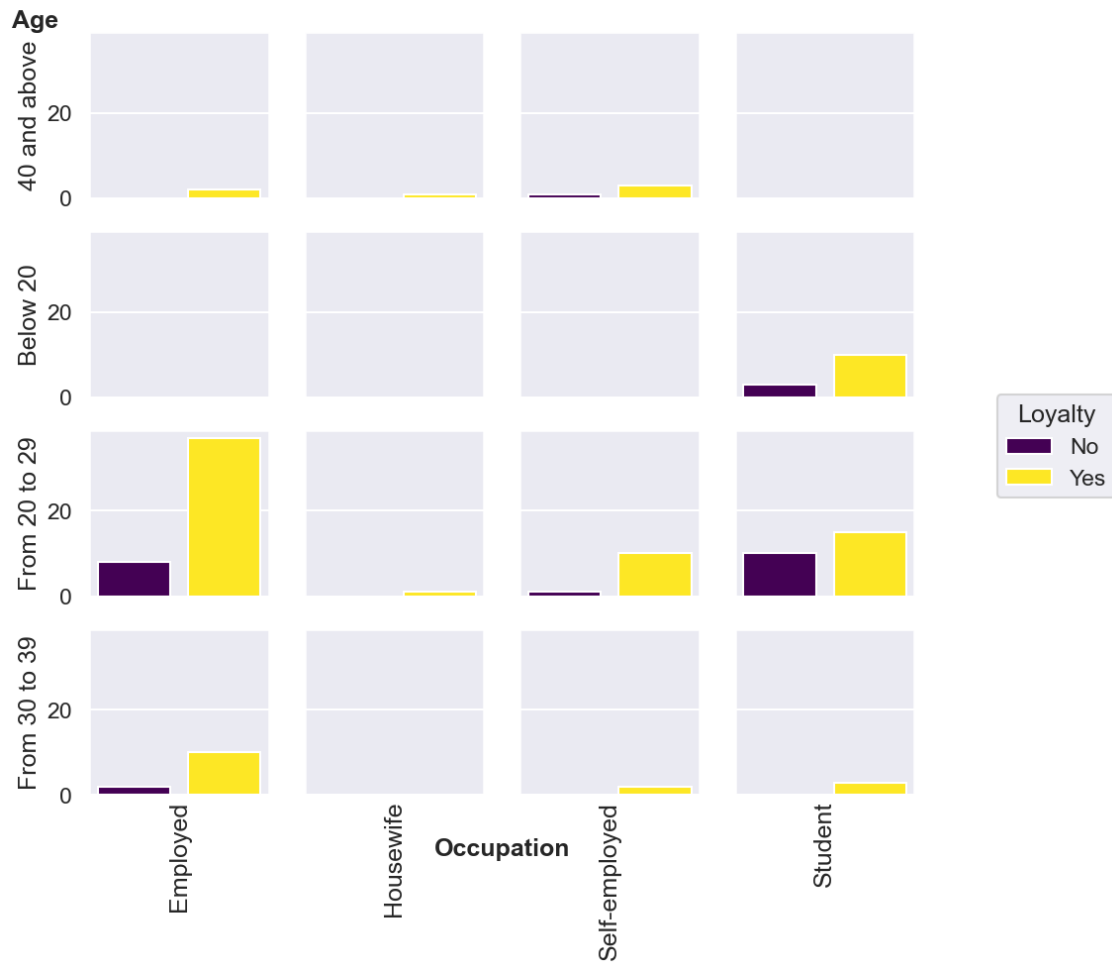 Age
40 and above
20
0
Below 20
20
0
From 20 to 29
20
0
From 30 to 39
20
0
Employed
Housewife
Self-employed
Student
Occupation
Loyalty
No
Yes